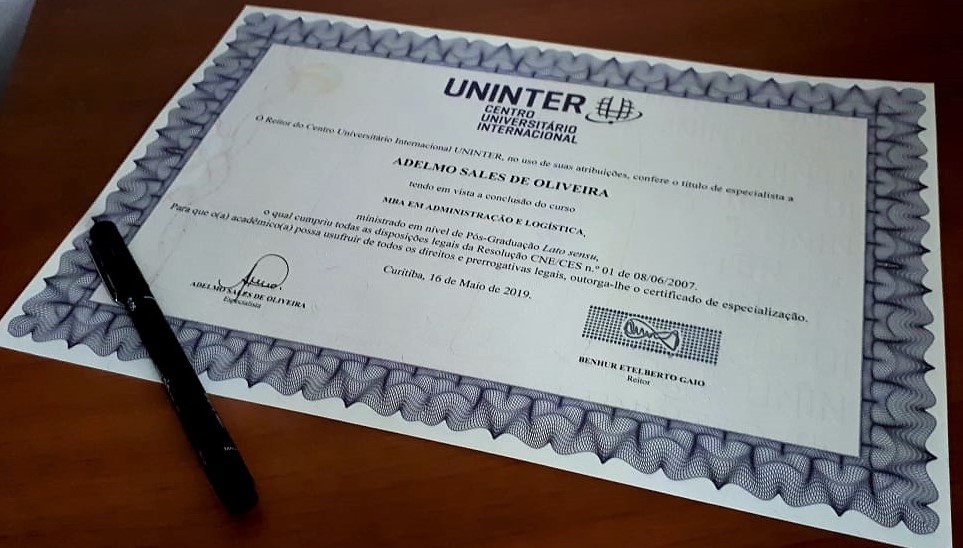 UNINTER
CENTRO
UNIVERSITÁRIO
INTERNACIONAL
O Reitor do Centro Universitário Internacional UNINTER, no uso de suas atribuições, confere o título de especialista a
ADELMO SALES DE OLIVEIRA
tendo em vista a conclusão do curso
MBA EM ADMINISTRAÇÃO E LOGÍSTICA,
ministrado em nível de Pós-Graduação Lato sensu,
o qual cumpriu todas as disposições legais da Resolução CNE/CES n.º 01 de 08/06/2007.
Para que o(a) acadêmico(a) possa usufruir de todos os direitos e prerrogativas legais, outorga-lhe o certificado de especialização.
Curitiba, 16 de Maio de 2019.
ADELMO SALES DE OLIVEIRA
Especialista
BENHUR ETELBERTO GAIO
Reitor